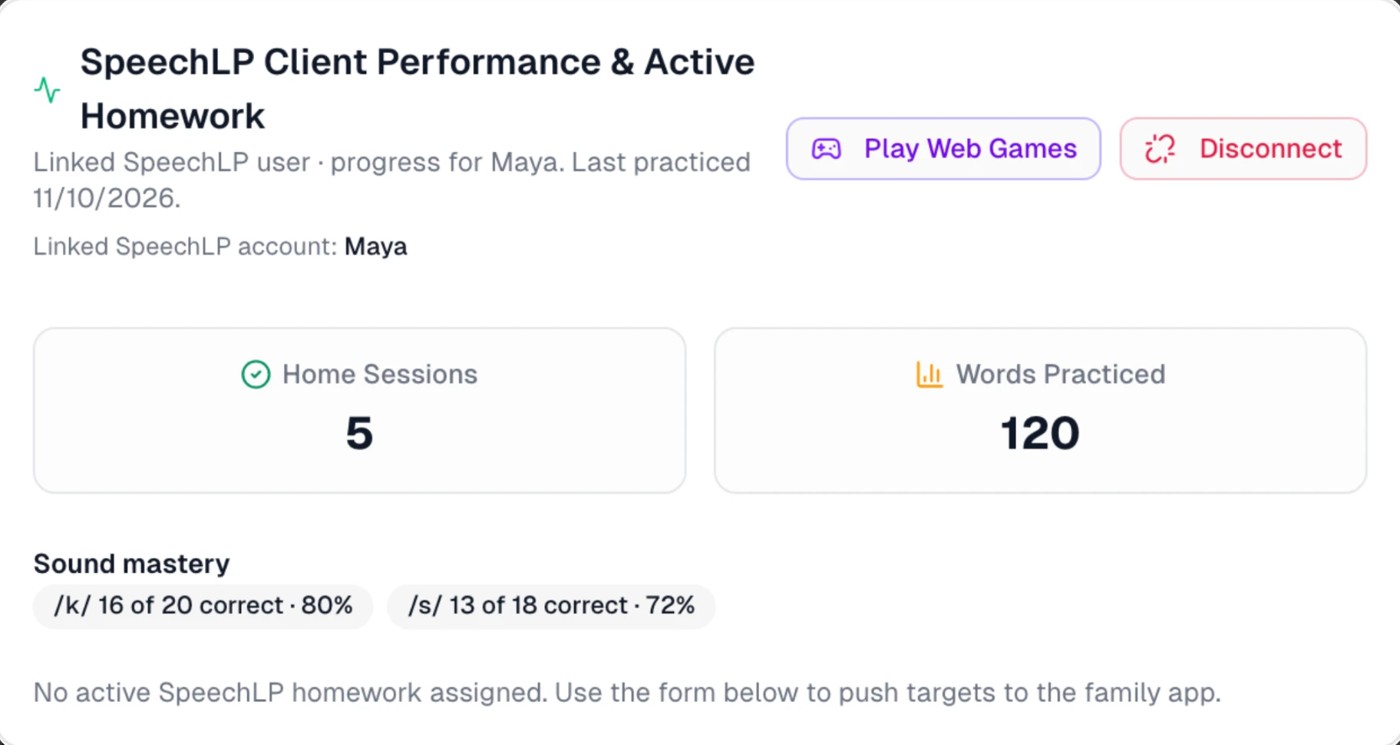 SpeechLP Client Performance & Active
Homework
Linked SpeechLP user · progress for Maya. Last practiced
11/10/2026.
Linked SpeechLP account: Maya
Play Web Games
Disconnect
Home Sessions
5
Words Practiced
120
Sound mastery
/k/ 16 of 20 correct · 80%
/s/ 13 of 18 correct · 72%
No active SpeechLP homework assigned. Use the form below to push targets to the family app.